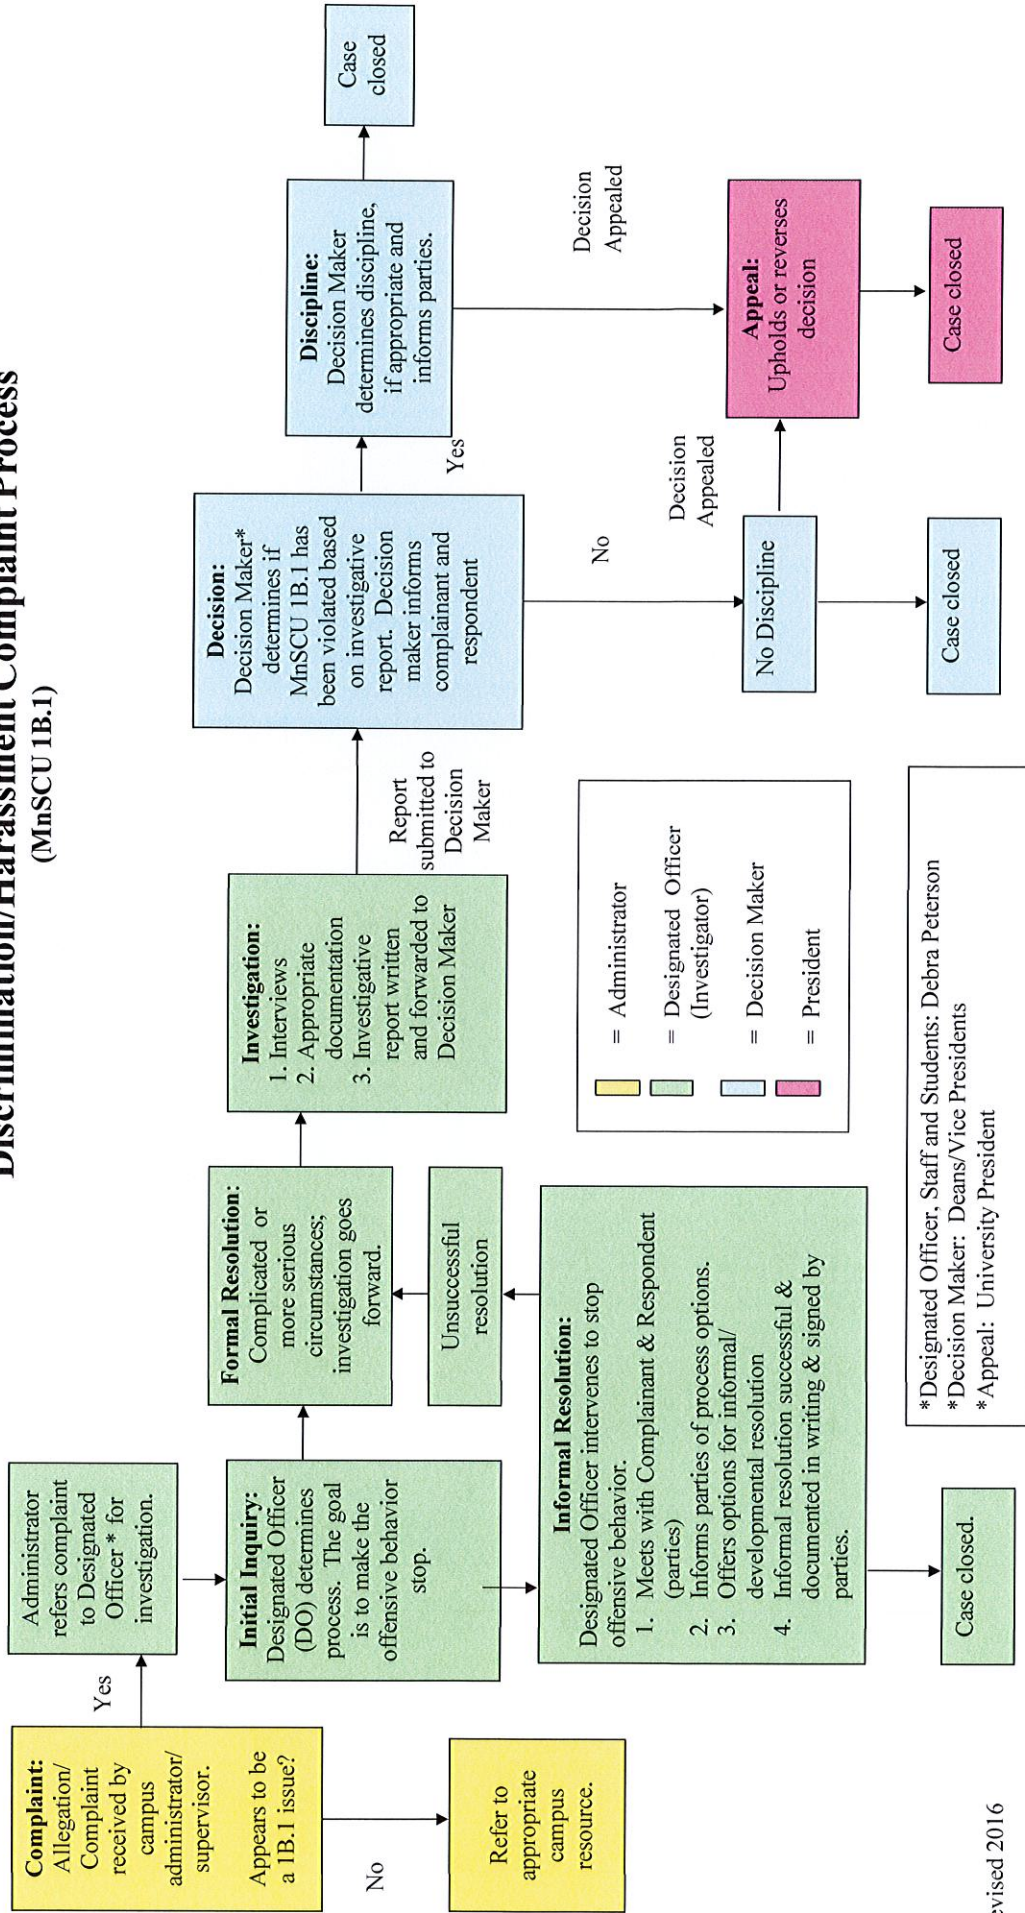 Discrimination/Harassment Complaint Process
(MnSCU 1B.1)
Complaint:
Allegation/
Complaint
received by
campus
administrator/
supervisor.
Appears to be
a 1B.1 issue?
Yes
No
Refer to
appropriate
campus
resource.
Administrator
refers complaint
to Designated
Officer * for
investigation.
Initial Inquiry:
Designated Officer
(DO) determines
process. The goal
is to make the
offensive behavior
stop.
Formal Resolution:
Complicated or
more serious
circumstances;
investigation goes
forward.
Unsuccessful
resolution
Informal Resolution:
Designated Officer intervenes to stop
offensive behavior.
1. Meets with Complainant & Respondent
(parties)
2. Informs parties of process options.
3. Offers options for informal/
developmental resolution
4. Informal resolution successful &
documented in writing & signed by
parties.
Case closed.
Investigation:
1. Interviews
2. Appropriate
documentation
3. Investigative
report written
and forwarded to
Decision Maker
Report
submitted to
Decision
Maker
Decision:
Decision Maker*
determines if
MnSCU 1B.1 has
been violated based
on investigative
report. Decision
maker informs
complainant and
respondent
Yes
No
Discipline:
Decision Maker
determines discipline,
if appropriate and
informs parties.
Case
closed
Decision
Appealed
No Discipline
Decision
Appealed
Case closed
Appeal:
Upholds or reverses
decision
Case closed
= Administrator
= Designated Officer
(Investigator)
= Decision Maker
= President
*Designated Officer, Staff and Students: Debra Peterson
*Decision Maker: Deans/Vice Presidents
*Appeal: University President
evised 2016